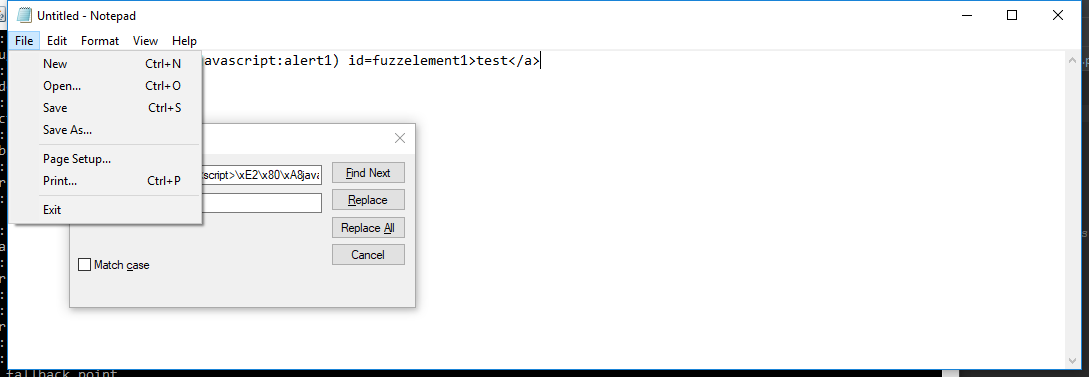 Untitled - Notepad
File Edit Format View Help
New Ctrl+N
avascript:alert1) id=fuzzelement1>test</a>
Open... Ctrl+O
Save Ctrl+S
Save As...
Page Setup...
Print... Ctrl+P
Exit
script>\xE2\x80\xA8java
Find Next
Replace
Replace All
Cancel
Match case
fallback point